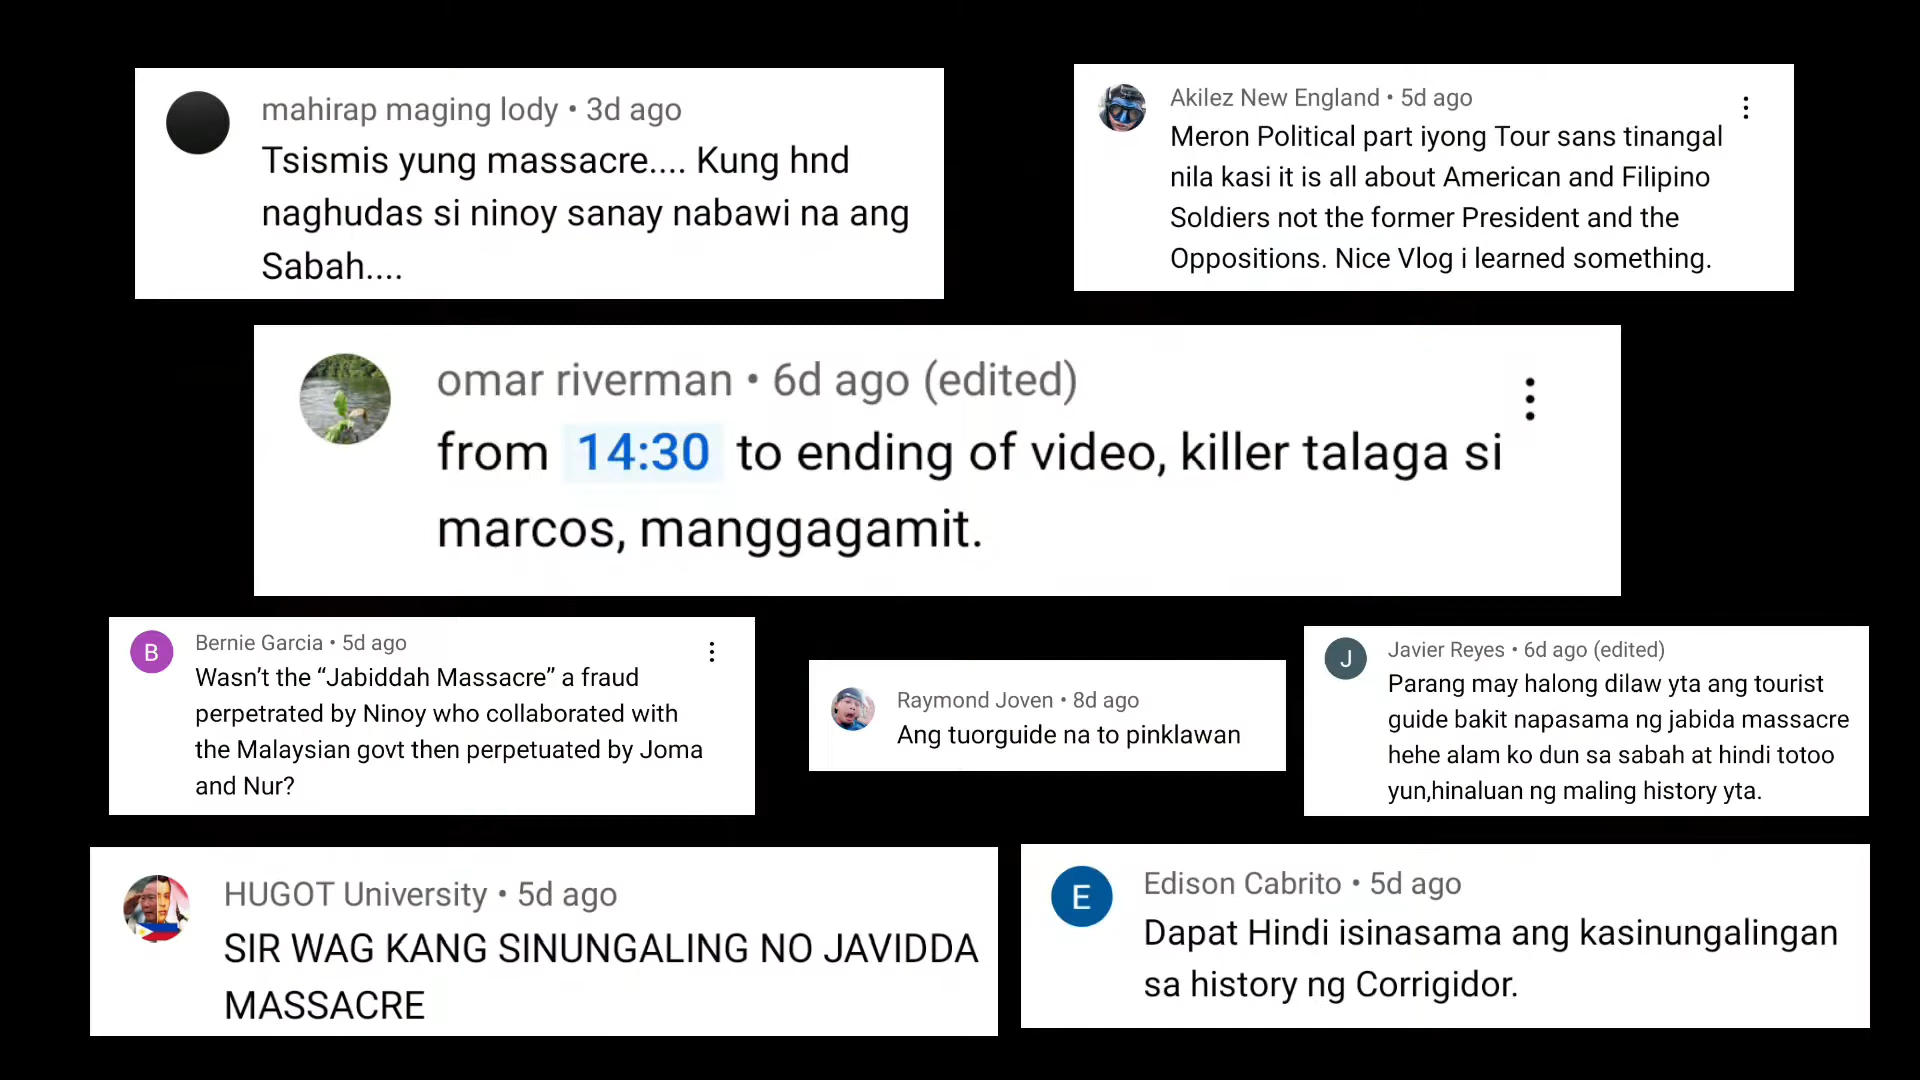 mahirap maging lody • 3d ago
Tsismis yung massacre.... Kung hnd
naghudas si ninoy sanay nabawi na ang
Sabah....
Akilez New England • 5d ago
Meron Political part iyong Tour sans tinangal
nila kasi it is all about American and Filipino
Soldiers not the former President and the
Oppositions. Nice Vlog i learned something.
omar riverman • 6d ago (edited)
from 14:30 to ending of video, killer talaga si
marcos, manggagamit.
B
Bernie Garcia • 5d ago
Wasn't the “Jabiddah Massacre” a fraud
perpetrated by Ninoy who collaborated with
the Malaysian govt then perpetuated by Joma
and Nur?
Raymond Joven • 8d ago
Ang tuorguide na to pinklawan
J
Javier Reyes • 6d ago (edited)
Parang may halong dilaw yta ang tourist
guide bakit napasama ng jabida massacre
hehe alam ko dun sa sabah at hindi totoo
yun,hinaluan ng maling history yta.
HUGOT University • 5d ago
SIR WAG KANG SINUNGALING NO JAVIDDA
MASSACRE
E
Edison Cabrito • 5d ago
Dapat Hindi isinasama ang kasinungalingan
sa history ng Corrigidor.